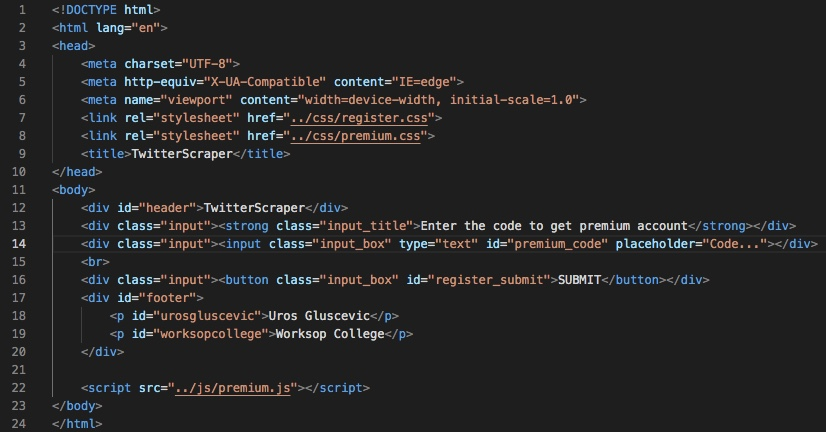 1 <!DOCTYPE html>
2 <html lang="en">
3 <head>
4     <meta charset="UTF-8">
5     <meta http-equiv="X-UA-Compatible" content="IE=edge">
6     <meta name="viewport" content="width=device-width, initial-scale=1.0">
7     <link rel="stylesheet" href="../css/register.css">
8     <link rel="stylesheet" href="../css/premium.css">
9     <title>TwitterScraper</title>
10 </head>
11 <body>
12     <div id="header">TwitterScraper</div>
13     <div class="input"><strong class="input_title">Enter the code to get premium account</strong></div>
14     <div class="input"><input class="input_box" type="text" id="premium_code" placeholder="Code..."></div>
15     <br>
16     <div class="input"><button class="input_box" id="register_submit">SUBMIT</button></div>
17     <div id="footer">
18         <p id="urosgluscevic">Uros Gluscevic</p>
19         <p id="worksopcollege">Worksop College</p>
20     </div>
21
22     <script src="../js/premium.js"></script>
23 </body>
24 </html>